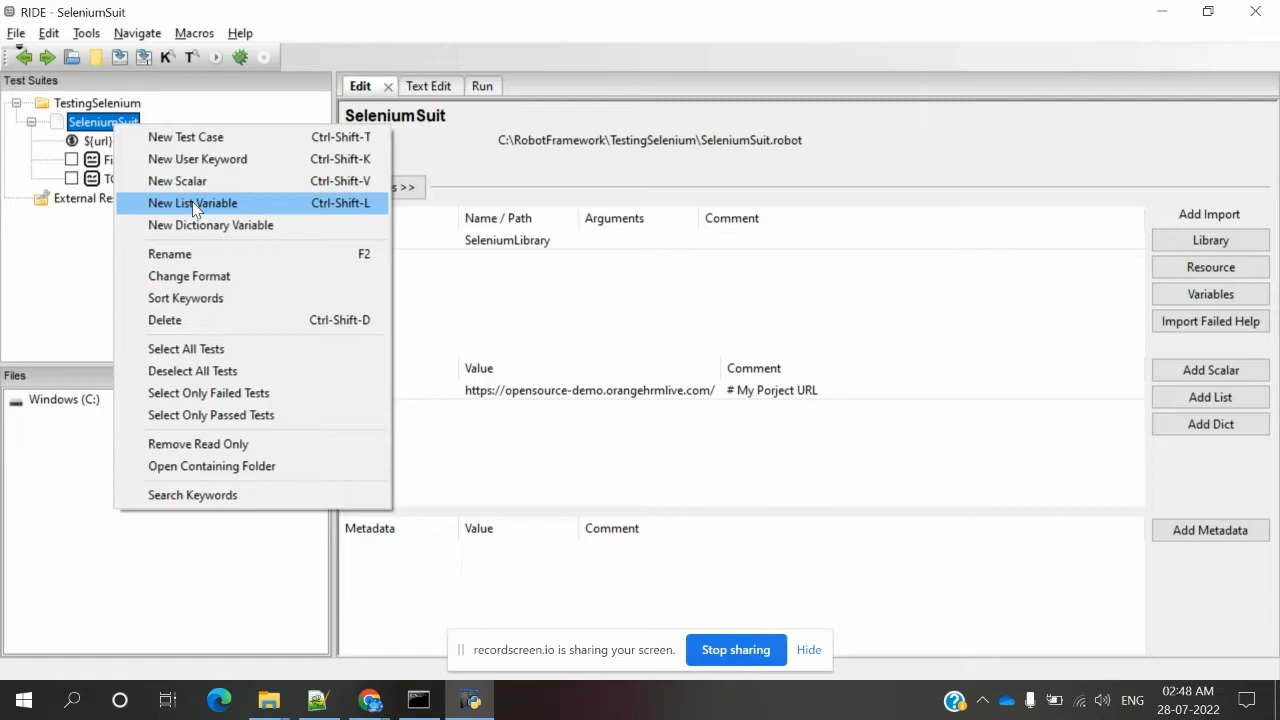 RIDE - SeleniumSuit
File Edit Tools Navigate Macros Help
K T
Test Suites
TestingSelenium
SeleniumSuit
${url}
Fi
TC
External Re
Files
Windows (C:)
New Test Case Ctrl-Shift-T
New User Keyword Ctrl-Shift-K
New Scalar Ctrl-Shift-V
New List Variable Ctrl-Shift-L
New Dictionary Variable
Rename F2
Change Format
Sort Keywords
Delete Ctrl-Shift-D
Select All Tests
Deselect All Tests
Select Only Failed Tests
Select Only Passed Tests
Remove Read Only
Open Containing Folder
Search Keywords
Edit Text Edit Run
SeleniumSuit
C:\RobotFramework\TestingSelenium\SeleniumSuit.robot
s >>
Name / Path Arguments Comment
SeleniumLibrary
Value Comment
https://opensource-demo.orangehrmlive.com/ # My Porject URL
Metadata Value Comment
Add Import
Library
Resource
Variables
Import Failed Help
Add Scalar
Add List
Add Dict
Add Metadata
recordscreen.io is sharing your screen. Stop sharing Hide
ENG
02:48 AM
28-07-2022